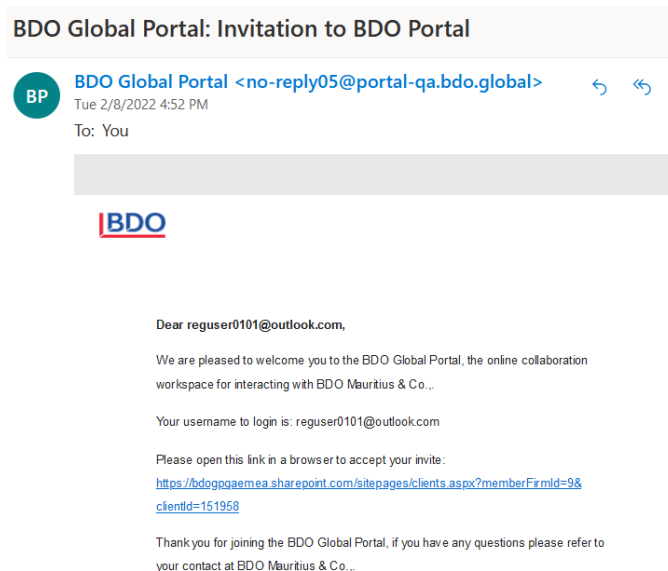 BDO Global Portal: Invitation to BDO Portal
BP
BDO Global Portal <no-reply05@portal-qa.bdo.global>
Tue 2/8/2022 4:52 PM
To: You
BDO
Dear reguser0101@outlook.com,
We are pleased to welcome you to the BDO Global Portal, the online collaboration
workspace for interacting with BDO Mauritius & Co.,.
Your username to login is: reguser0101@outlook.com
Please open this link in a browser to accept your invite:
https://bdogpqaemea.sharepoint.com/sitepages/clients.aspx?memberFirmId=9&
clientId=151958
Thank you for joining the BDO Global Portal, if you have any questions please refer to
your contact at BDO Mauritius & Co.,.